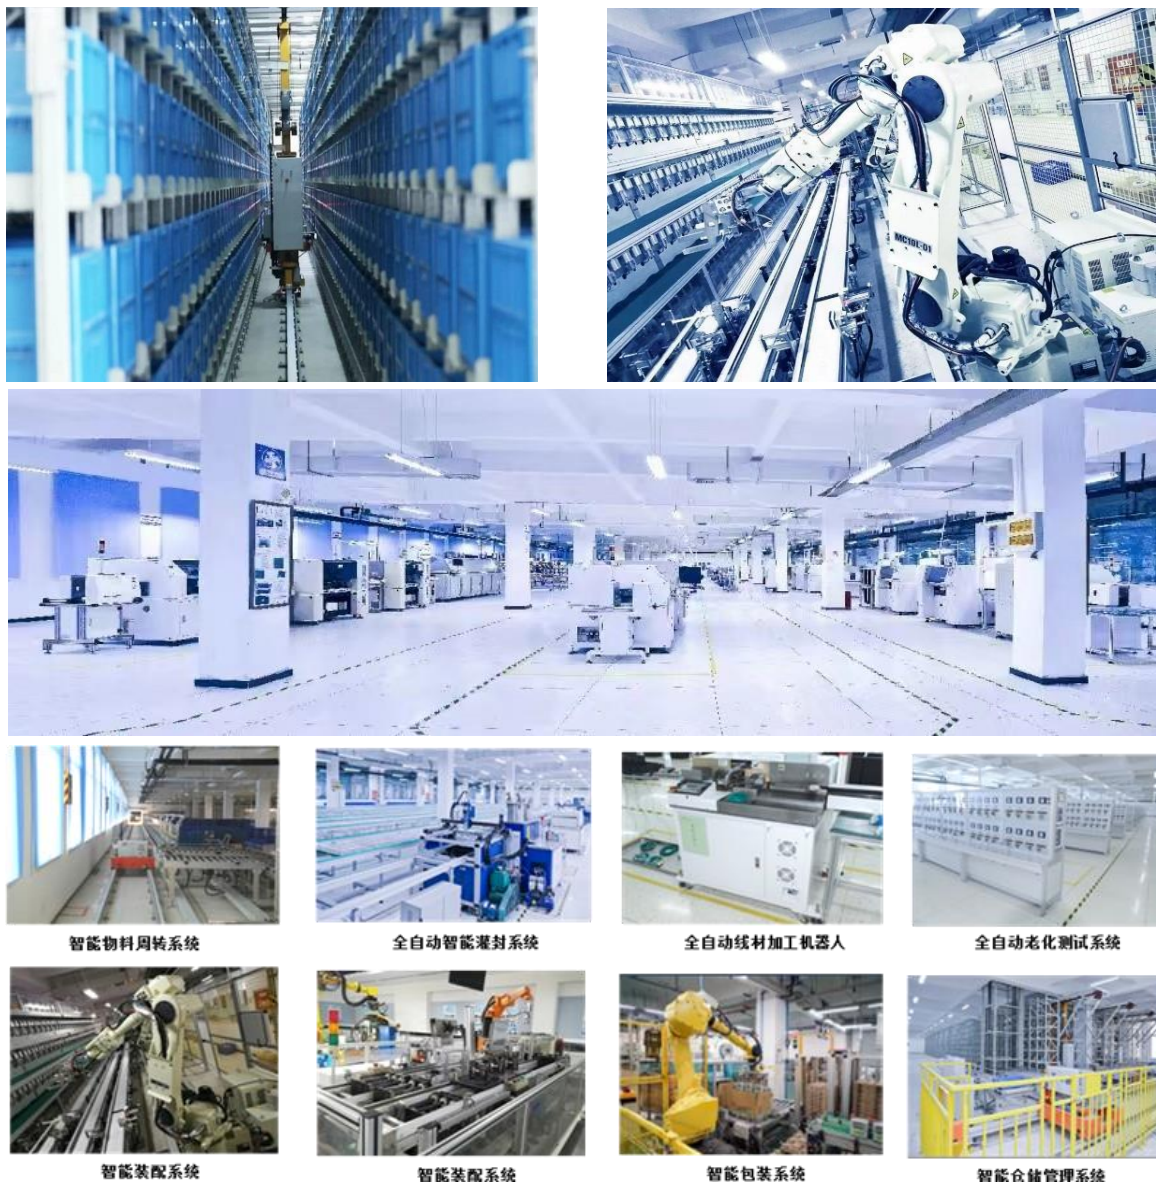 MC10L-01
智能物料周转系统
全自动智能灌封系统
全自动线材加工机器人
全自动老化测试系统
智能装配系统
智能装配系统
智能包装系统
智能仓储管理系统